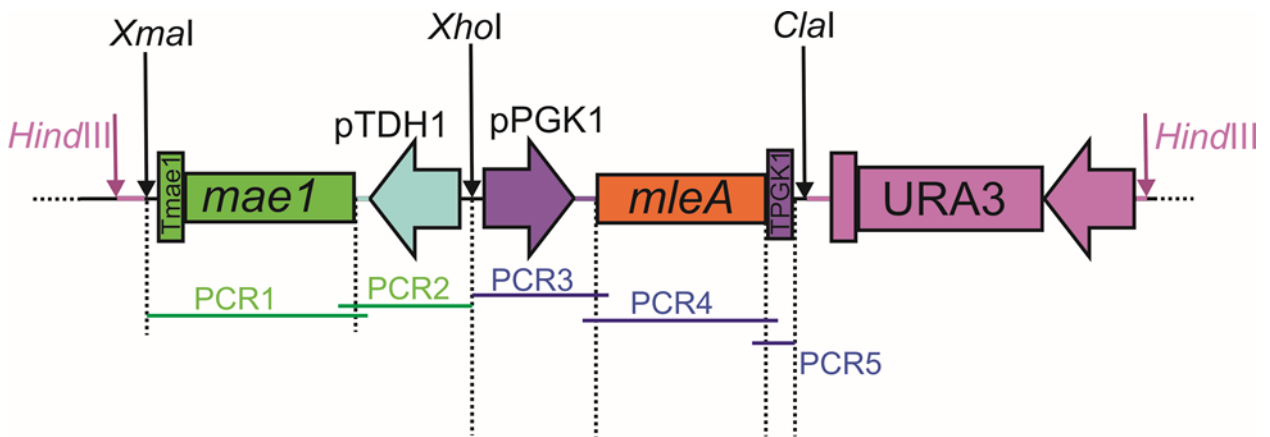 XmaI
XhoI
ClaI
HindIII
pTDH1
pPGK1
HindIII
Tmae1
mae1
mleA
TPGK1
URA3
PCR1
PCR2
PCR3
PCR4
PCR5